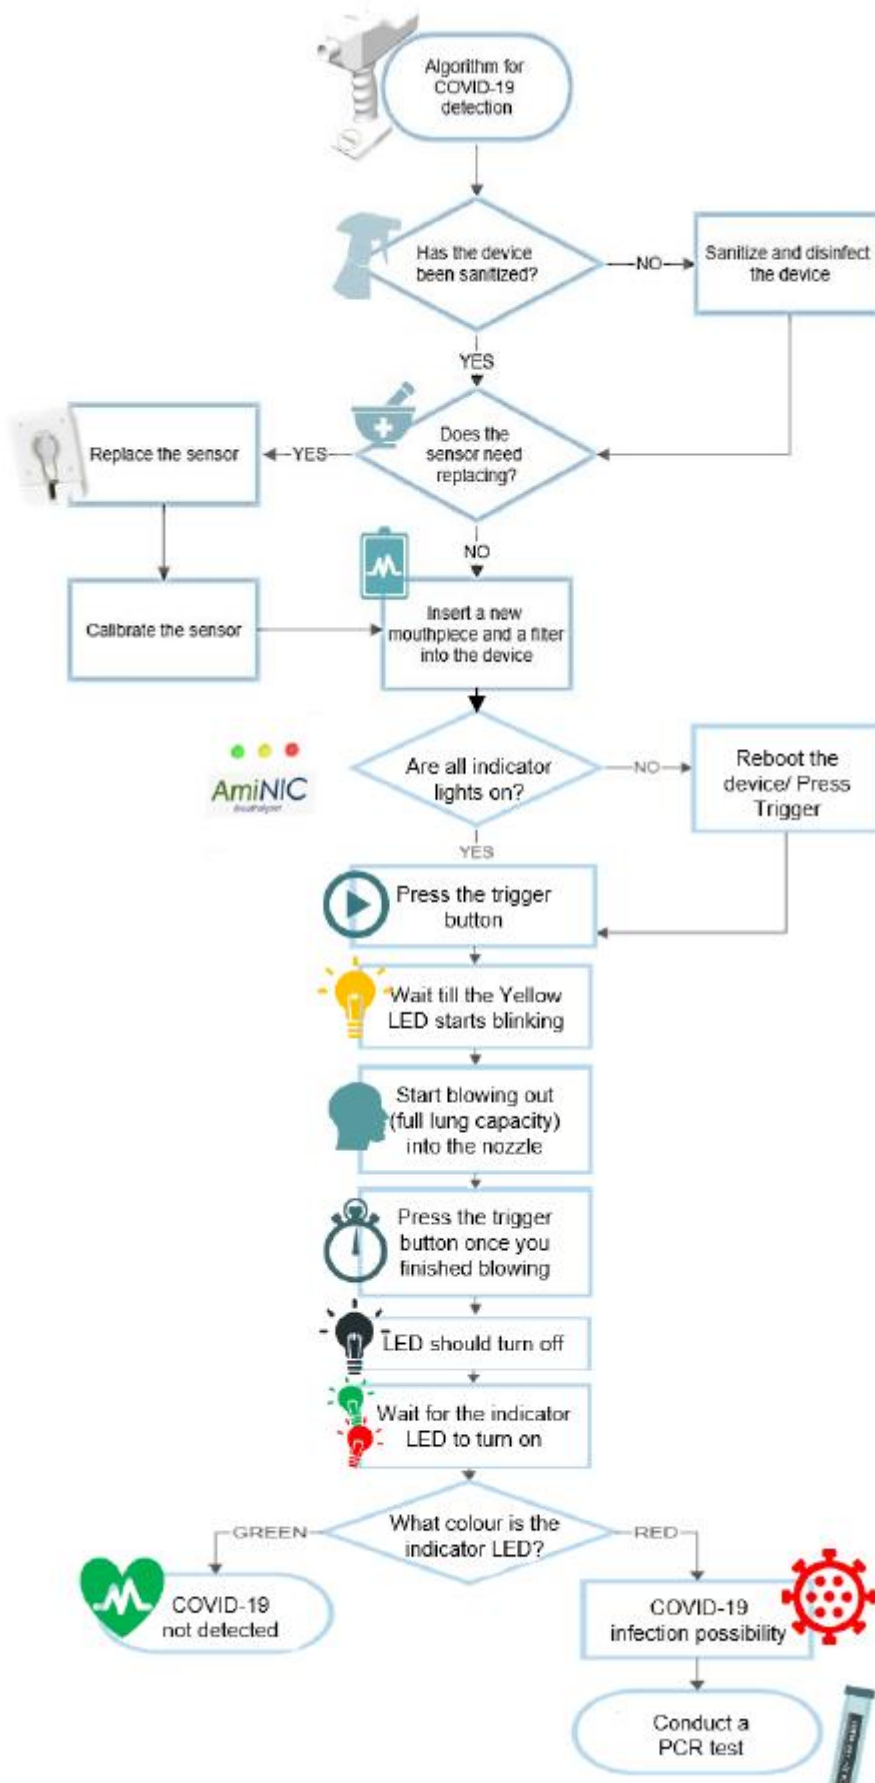 Algorithm for
COVID-19
detection
Has the device
been sanitized?
NO
Sanitize and disinfect
the device
YES
Does the
sensor need
replacing?
YES
Replace the sensor
NO
Calibrate the sensor
Insert a new
mouthpiece and a filter
into the device
AmiNIC
Are all indicator
lights on?
NO
Reboot the
device/ Press
Trigger
YES
Press the trigger
button
Wait till the Yellow
LED starts blinking
Start blowing out
(full lung capacity)
into the nozzle
Press the trigger
button once you
finished blowing
LED should turn off
Wait for the indicator
LED to turn on
What colour is the
indicator LED?
GREEN
RED
COVID-19
not detected
COVID-19
infection possibility
Conduct a
PCR test